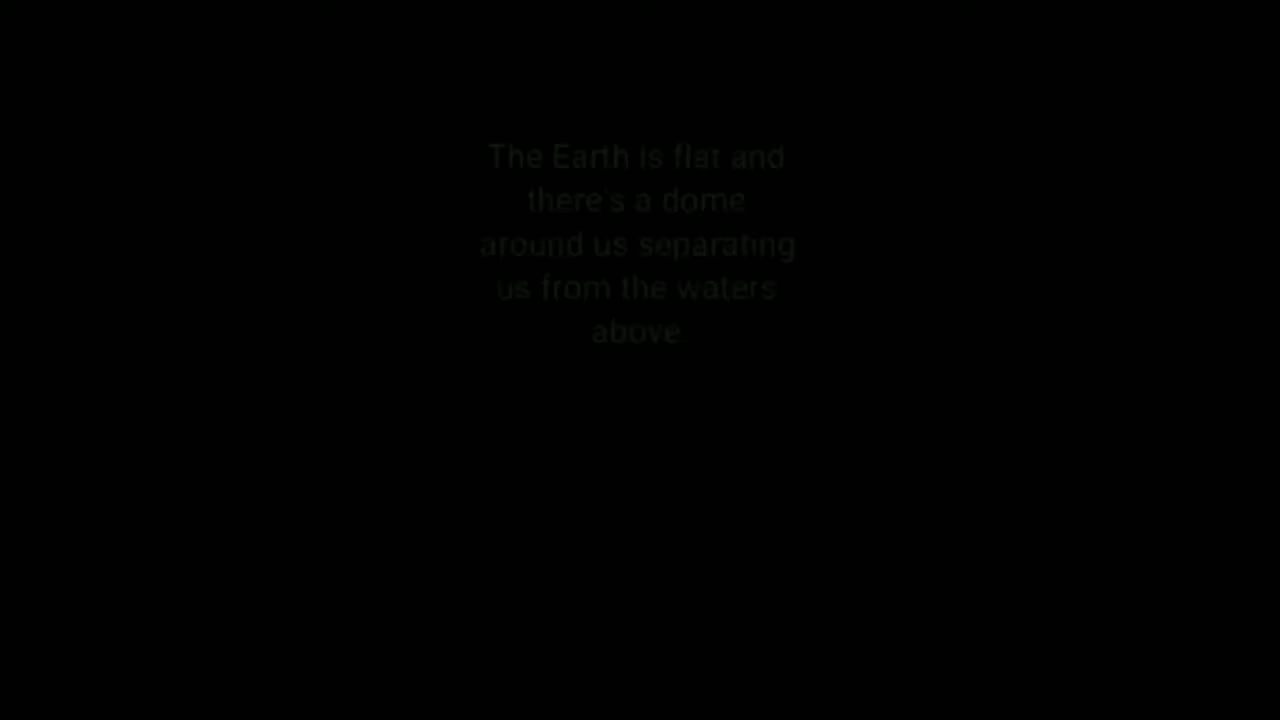 The Earth is flat and
there's a dome
around us separating
us from the waters
above.